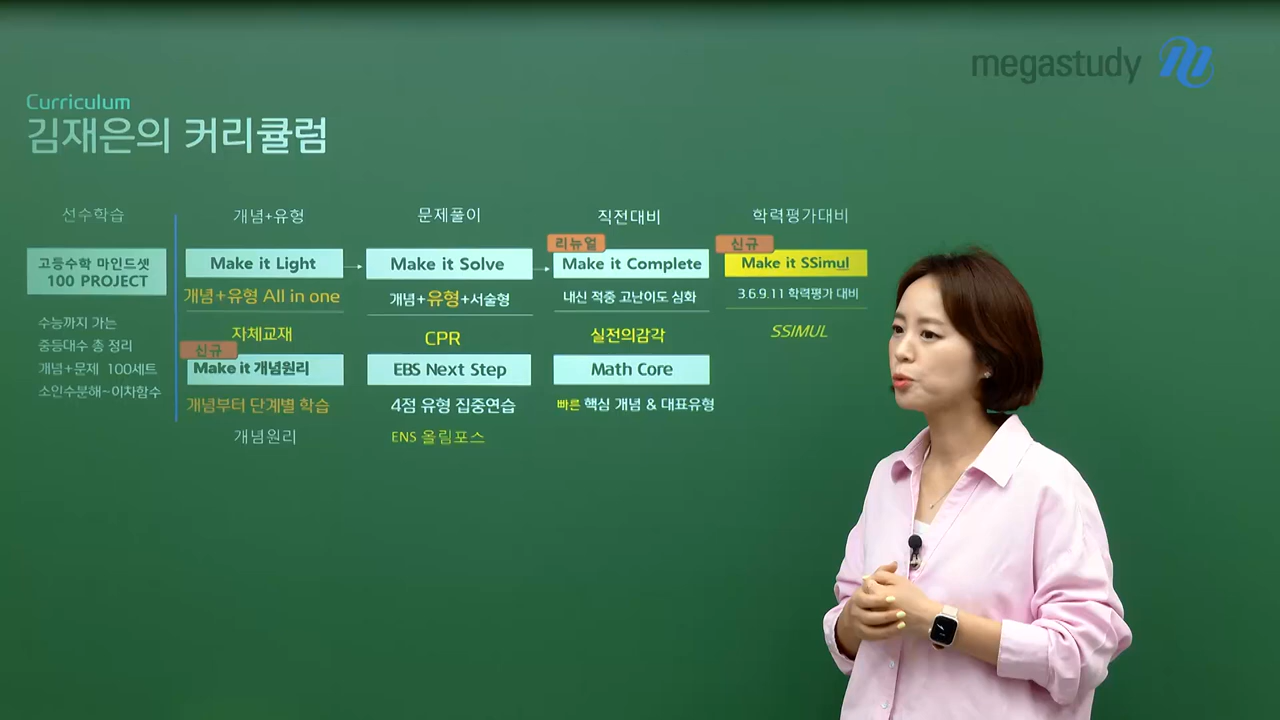 megastudy
Curriculum
김재은의 커리큘럼
선수학습
고등수학 마인드셋
100 PROJECT
수능까지 가는
중등대수 총 정리
개념+문제 100세트
소인수분해~이차함수
개념+유형
Make it Light
개념+유형 All in one
자체교재
신규
Make it 개념원리
개념부터 단계별 학습
개념원리
문제풀이
Make it Solve
개념+유형+서술형
CPR
EBS Next Step
4점 유형 집중연습
ENS 올림포스
직전대비
리뉴얼
Make it Complete
내신 적중 고난이도 심화
실전의감각
Math Core
빠른 핵심 개념 & 대표유형
학력평가대비
신규
Make it SSimul
3.6.9.11 학력평가 대비
SSIMUL